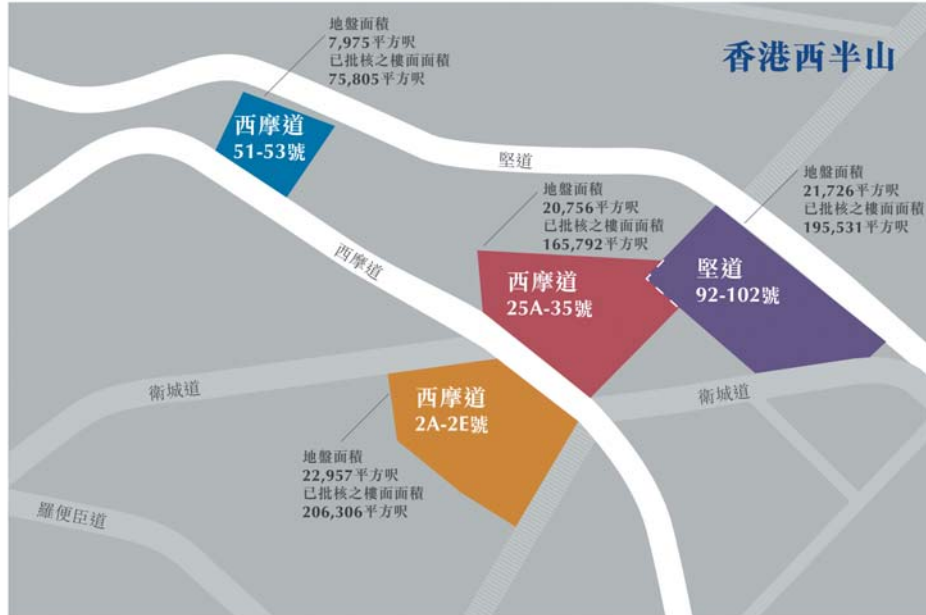 香港西半山
地盤面積
7,975平方呎
已批核之樓面面積
75,805平方呎
西摩道
51-53號
堅道
地盤面積
21,726平方呎
已批核之樓面面積
195,531平方呎
地盤面積
20,756平方呎
已批核之樓面面積
165,792平方呎
西摩道
西摩道
25A-35號
堅道
92-102號
衛城道
西摩道
2A-2E號
衛城道
地盤面積
22,957平方呎
已批核之樓面面積
206,306平方呎
羅便臣道